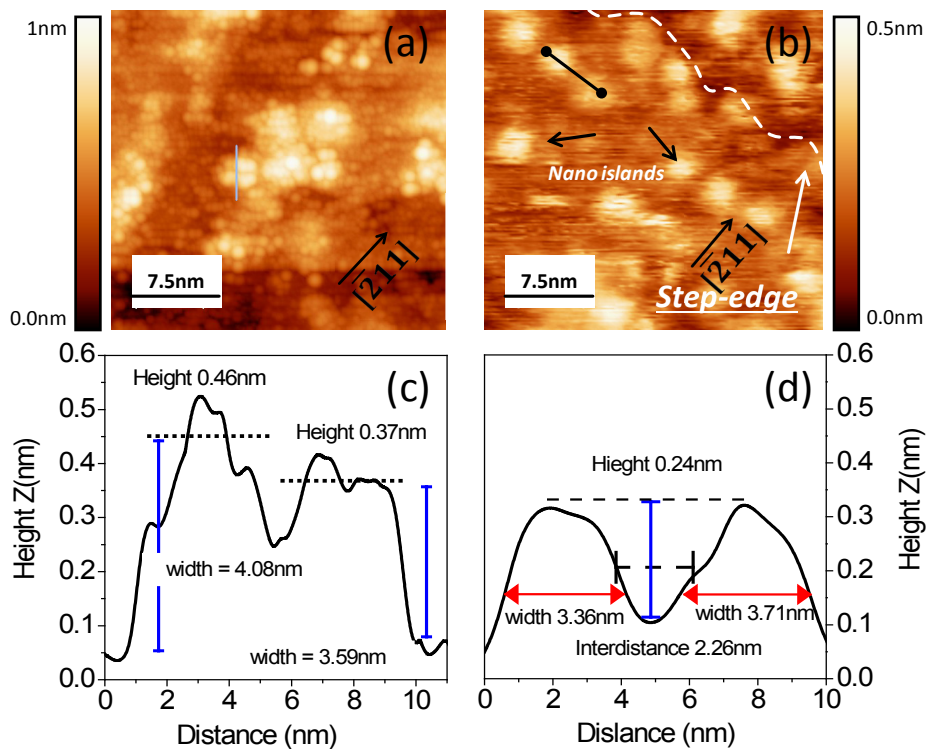 1nm
(a)
0.0nm
7.5nm
[2̄11]
(b)
0.5nm
Nano islands
7.5nm
[2̄11]
Step-edge
0.0nm
(c)
Height 0.46nm
Height 0.37nm
width = 4.08nm
width = 3.59nm
Height Z(nm)
0.6
0.5
0.4
0.3
0.2
0.1
0.0
0 2 4 6 8 10
Distance (nm)
(d)
Hieght 0.24nm
width 3.36nm
width 3.71nm
Interdistance 2.26nm
0.6
0.5
0.4
0.3
0.2
0.1
0.0
Height Z(nm)
0 2 4 6 8 10
Dislance (nm)